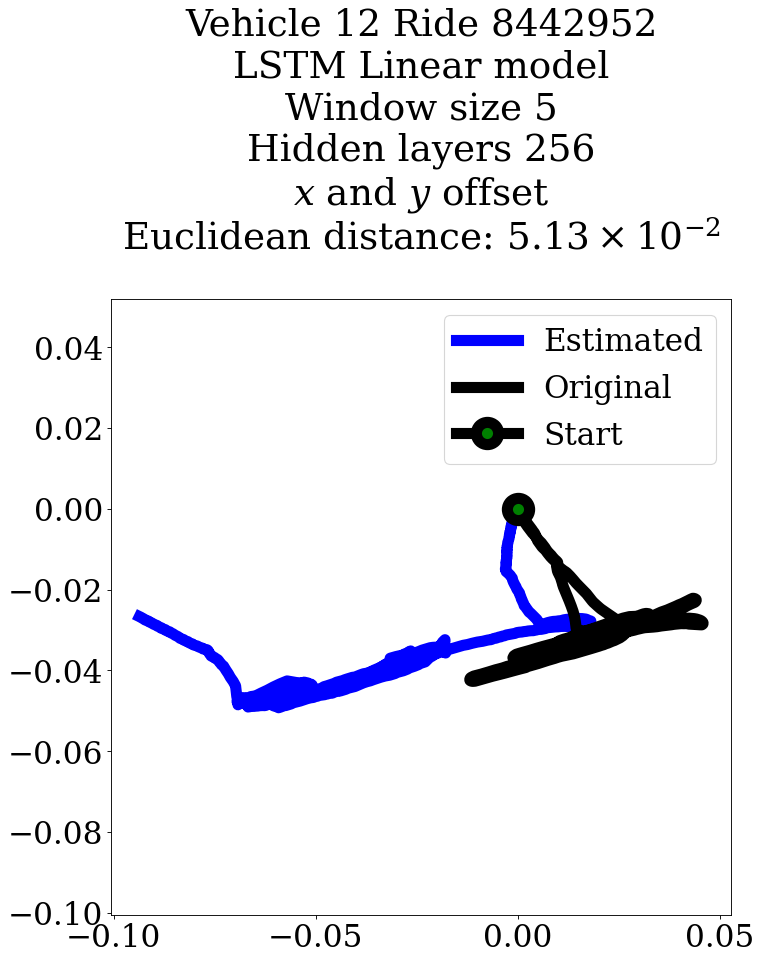 Vehicle 12 Ride 8442952
LSTM Linear model
Window size 5
Hidden layers 256
x and y offset
Euclidean distance: 5.13 × 10⁻²
Estimated
Original
Start
0.04
0.02
0.00
−0.02
−0.04
−0.06
−0.08
−0.10
−0.10 −0.05 0.00 0.05